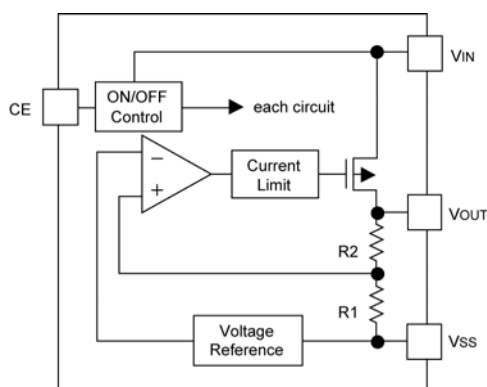 VIN
CE
ON/OFF
Control
each circuit
−
+
Current
Limit
VOUT
R2
R1
Voltage
Reference
VSS